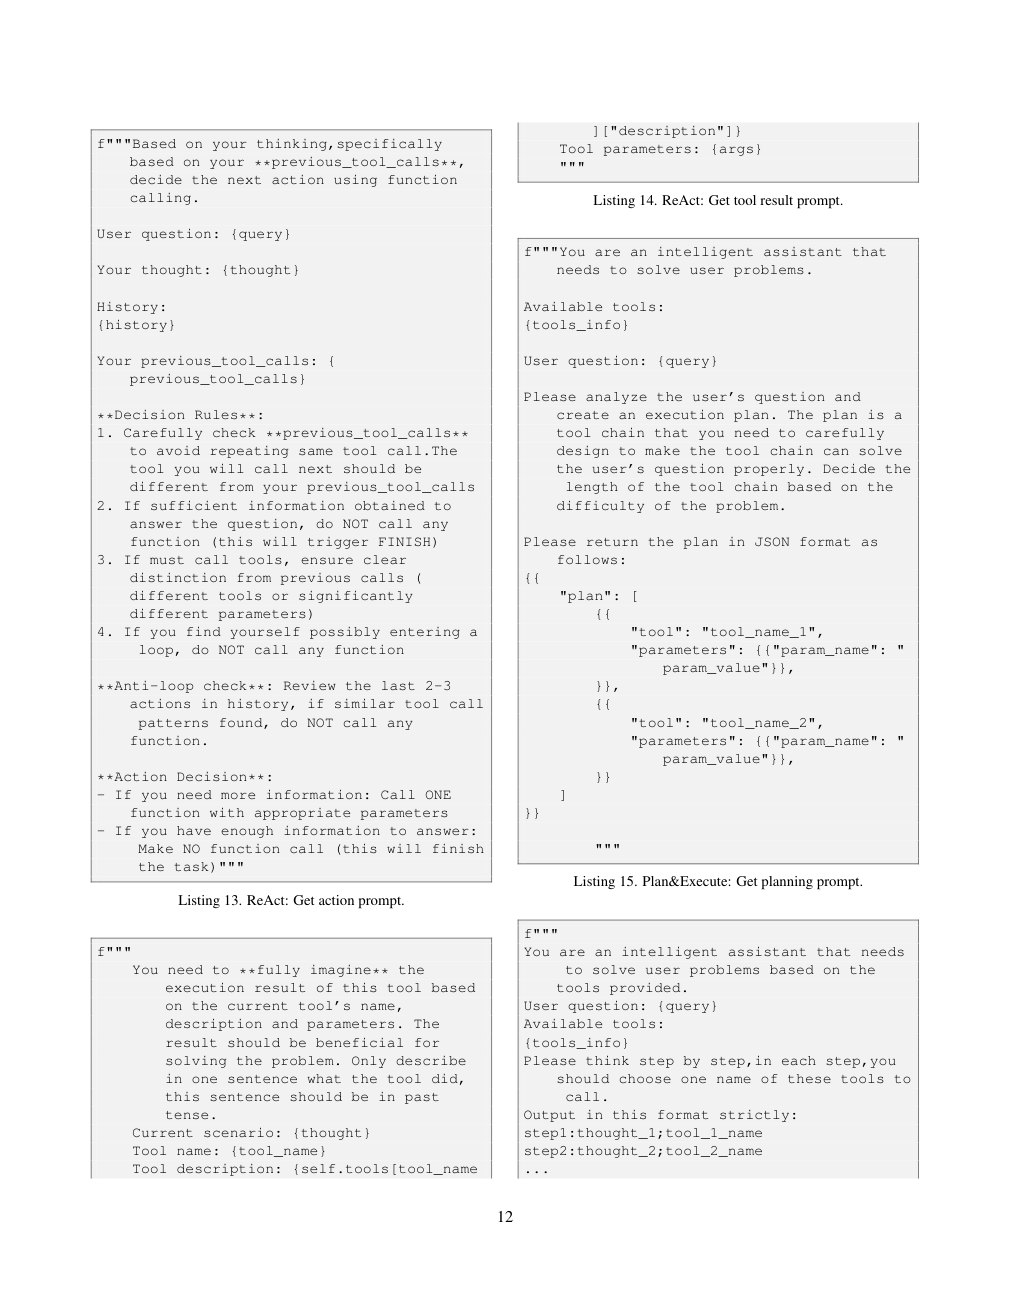 f"""Based on your thinking,specifically
based on your **previous_tool_calls**,
decide the next action using function
calling.
User question: {query}
Your thought: {thought}
History:
{history}
Your previous_tool_calls: {
previous_tool_calls}
**Decision Rules**:
1. Carefully check **previous_tool_calls**
to avoid repeating same tool call.The
tool you will call next should be
different from your previous_tool_calls
2. If sufficient information obtained to
answer the question, do NOT call any
function (this will trigger FINISH)
3. If must call tools, ensure clear
distinction from previous calls (
different tools or significantly
different parameters)
4. If you find yourself possibly entering a
loop, do NOT call any function
**Anti-loop check**: Review the last 2-3
actions in history, if similar tool call
patterns found, do NOT call any
function.
**Action Decision**:
- If you need more information: Call ONE
function with appropriate parameters
- If you have enough information to answer:
Make NO function call (this will finish
the task)"""
Listing 13. ReAct: Get action prompt.
f"""
You need to **fully imagine** the
execution result of this tool based
on the current tool's name,
description and parameters. The
result should be beneficial for
solving the problem. Only describe
in one sentence what the tool did,
this sentence should be in past
tense.
Current scenario: {thought}
Tool name: {tool_name}
Tool description: {self.tools[tool_name
]["description"]}
Tool parameters: {args}
"""
Listing 14. ReAct: Get tool result prompt.
f"""You are an intelligent assistant that
needs to solve user problems.
Available tools:
{tools_info}
User question: {query}
Please analyze the user's question and
create an execution plan. The plan is a
tool chain that you need to carefully
design to make the tool chain can solve
the user's question properly. Decide the
length of the tool chain based on the
difficulty of the problem.
Please return the plan in JSON format as
follows:
{{
"plan": [
{{
"tool": "tool_name_1",
"parameters": {{"param_name": "
param_value"}},
}},
{{
"tool": "tool_name_2",
"parameters": {{"param_name": "
param_value"}},
}}
]
}}
"""
Listing 15. Plan&Execute: Get planning prompt.
f"""
You are an intelligent assistant that needs
to solve user problems based on the
tools provided.
User question: {query}
Available tools:
{tools_info}
Please think step by step,in each step,you
should choose one name of these tools to
call.
Output in this format strictly:
step1:thought_1;tool_1_name
step2:thought_2;tool_2_name
...
12